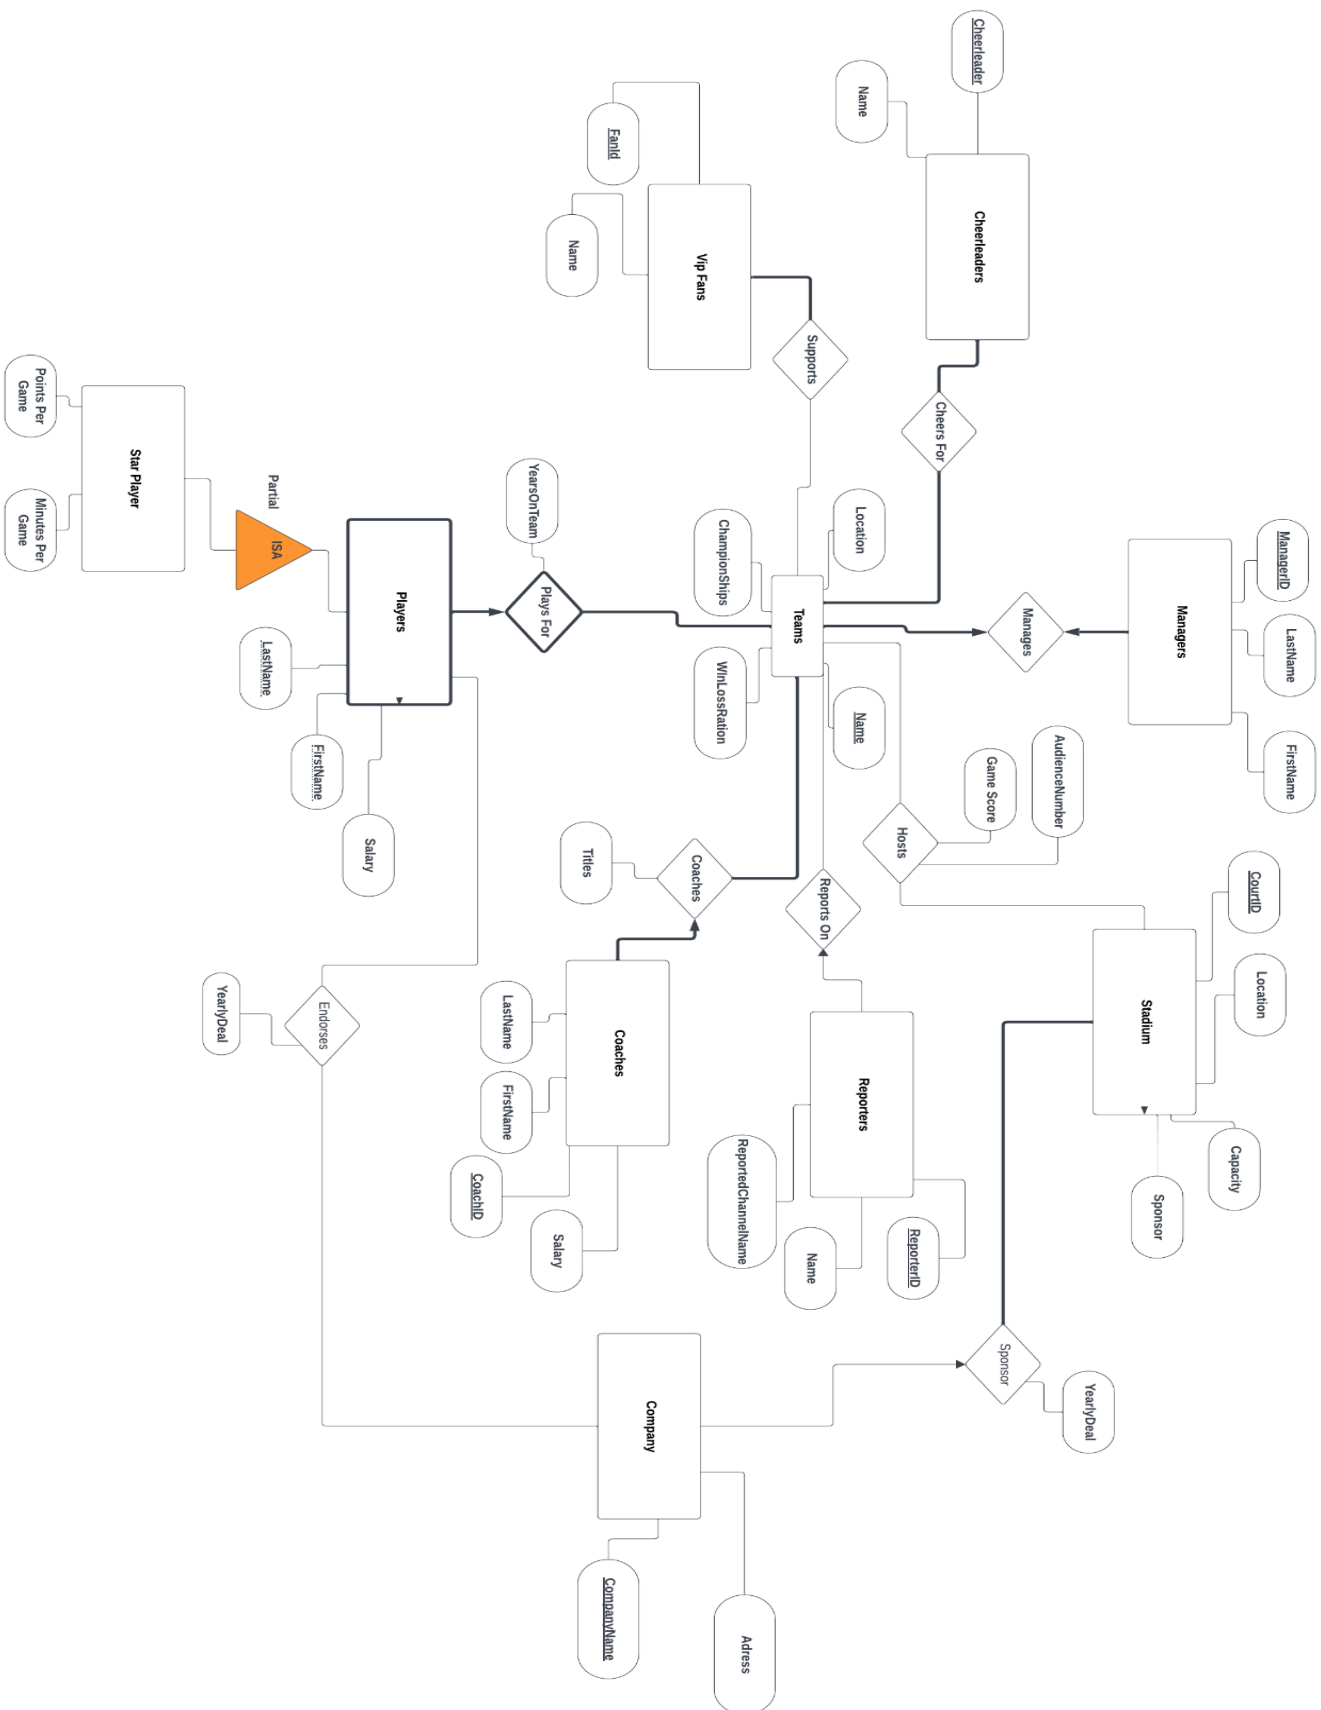 ManagerID
LastName
FirstName
CourtID
Location
Capacity
Managers
Stadium
Sponsor
AudienceNumber
YearlyDeal
Manages
Game Score
Sponsor
Cheerleader
Name
Cheerleaders
Cheers For
Hosts
ReporterID
Location
Name
Reporters
Reports On
Name
Supports
Teams
ChampionShips
WInLossRation
ReportedChannelName
Adress
FanId
Vip Fans
Name
Coaches
Titles
Coaches
Salary
Company
CompanyName
LastName
FirstName
CoachID
YearsOnTeam
Plays For
Players
Salary
FirstName
LastName
Endorses
YearlyDeal
Partial
ISA
Star Player
Points Per
Game
Minutes Per
Game